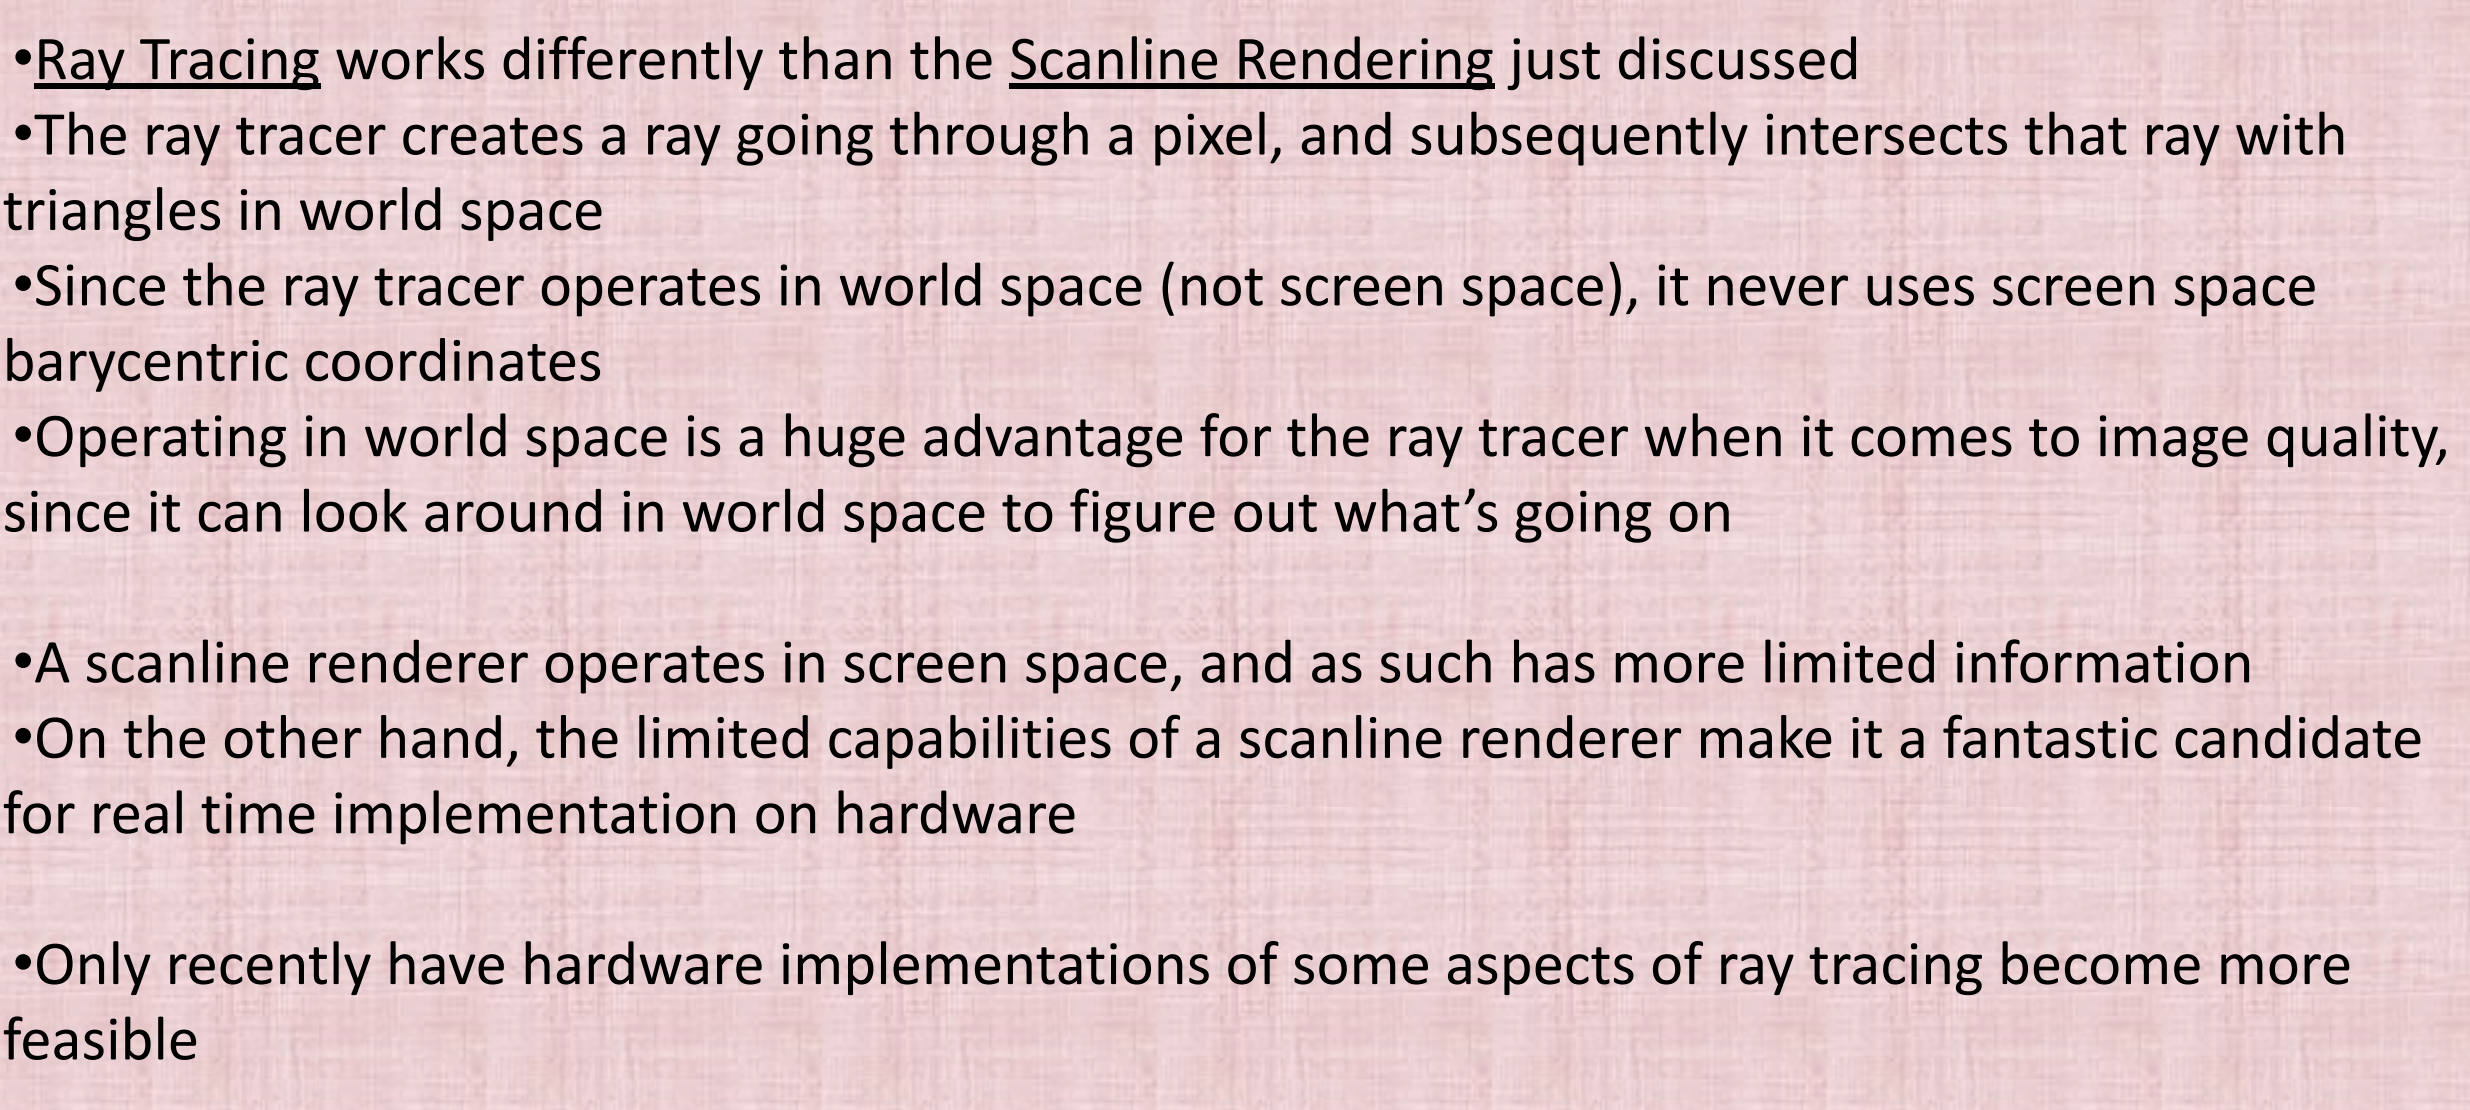 •Ray Tracing works differently than the Scanline Rendering just discussed
•The ray tracer creates a ray going through a pixel, and subsequently intersects that ray with
triangles in world space
•Since the ray tracer operates in world space (not screen space), it never uses screen space
barycentric coordinates
•Operating in world space is a huge advantage for the ray tracer when it comes to image quality,
since it can look around in world space to figure out what’s going on
•A scanline renderer operates in screen space, and as such has more limited information
•On the other hand, the limited capabilities of a scanline renderer make it a fantastic candidate
for real time implementation on hardware
•Only recently have hardware implementations of some aspects of ray tracing become more
feasible